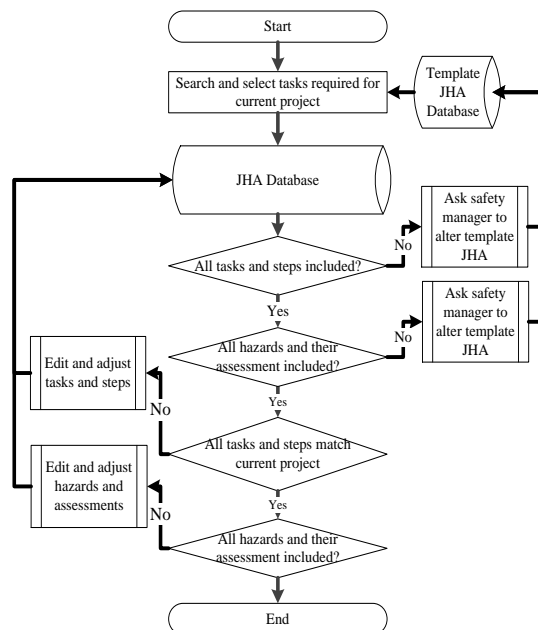 Start
Search and select tasks required for
current project
Template
JHA
Database
JHA Database
All tasks and steps included?
No
Ask safety
manager to
alter template
JHA
Yes
All hazards and their
assessment included?
No
Ask safety
manager to
alter template
JHA
Edit and adjust
tasks and steps
Yes
No
All tasks and steps match
current project
Edit and adjust
hazards and
assessments
Yes
No
All hazards and their
assessment included?
End